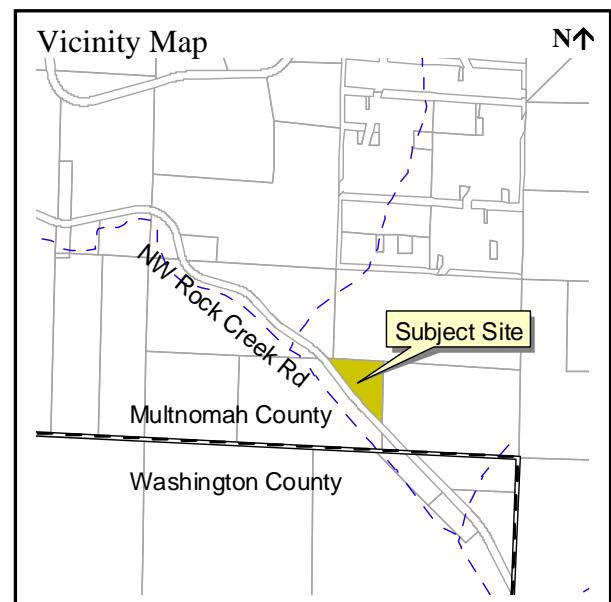 Vicinity Map
N↑
NW Rock Creek Rd
Subject Site
Multnomah County
Washington County